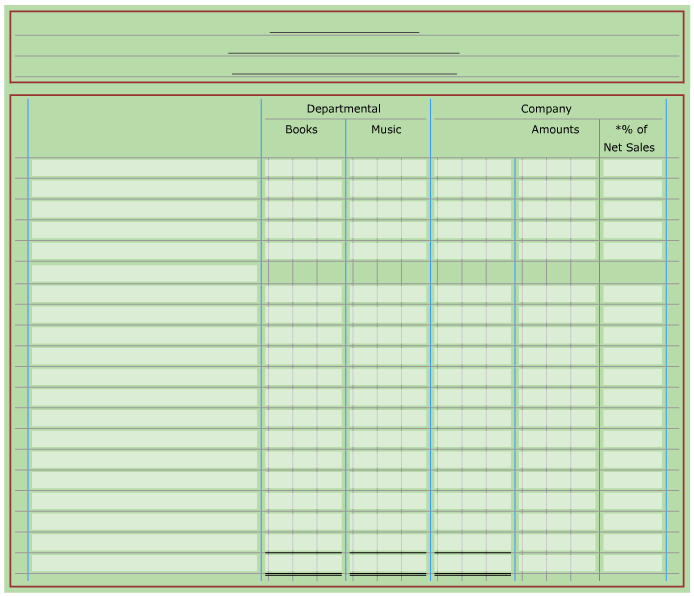 Departmental Company
Books Music Amounts *% of
Net Sales